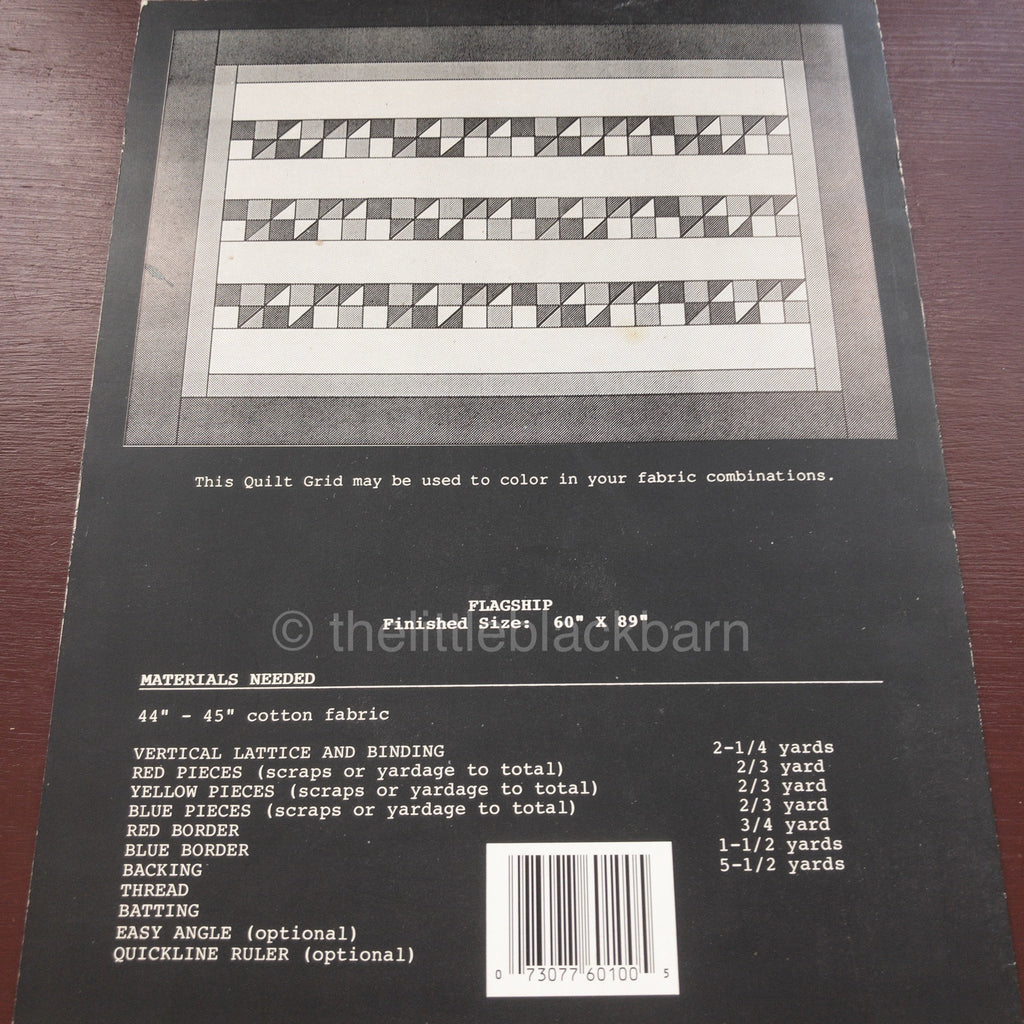 This Quilt Grid may be used to color in your fabric combinations.
FLAGSHIP
Finished Size: 60" X 89"
© thelittleblackbarn
MATERIALS NEEDED
44" - 45" cotton fabric
VERTICAL LATTICE AND BINDING 2-1/4 yards
RED PIECES (scraps or yardage to total) 2/3 yard
YELLOW PIECES (scraps or yardage to total) 2/3 yard
BLUE PIECES (scraps or yardage to total) 2/3 yard
RED BORDER 3/4 yard
BLUE BORDER 1-1/2 yards
BACKING 5-1/2 yards
THREAD
BATTING
EASY ANGLE (optional)
QUICKLINE RULER (optional)
0 73077 60100 5